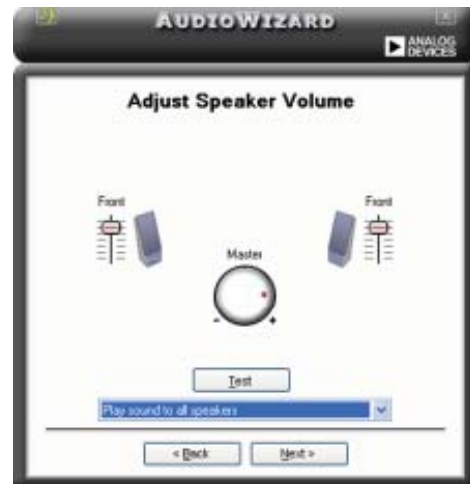 AUDIOWIZARD
ANALOG
DEVICES
Adjust Speaker Volume
Front
Front
Master
- +
Test
Play sound to all speakers
< Back Next >